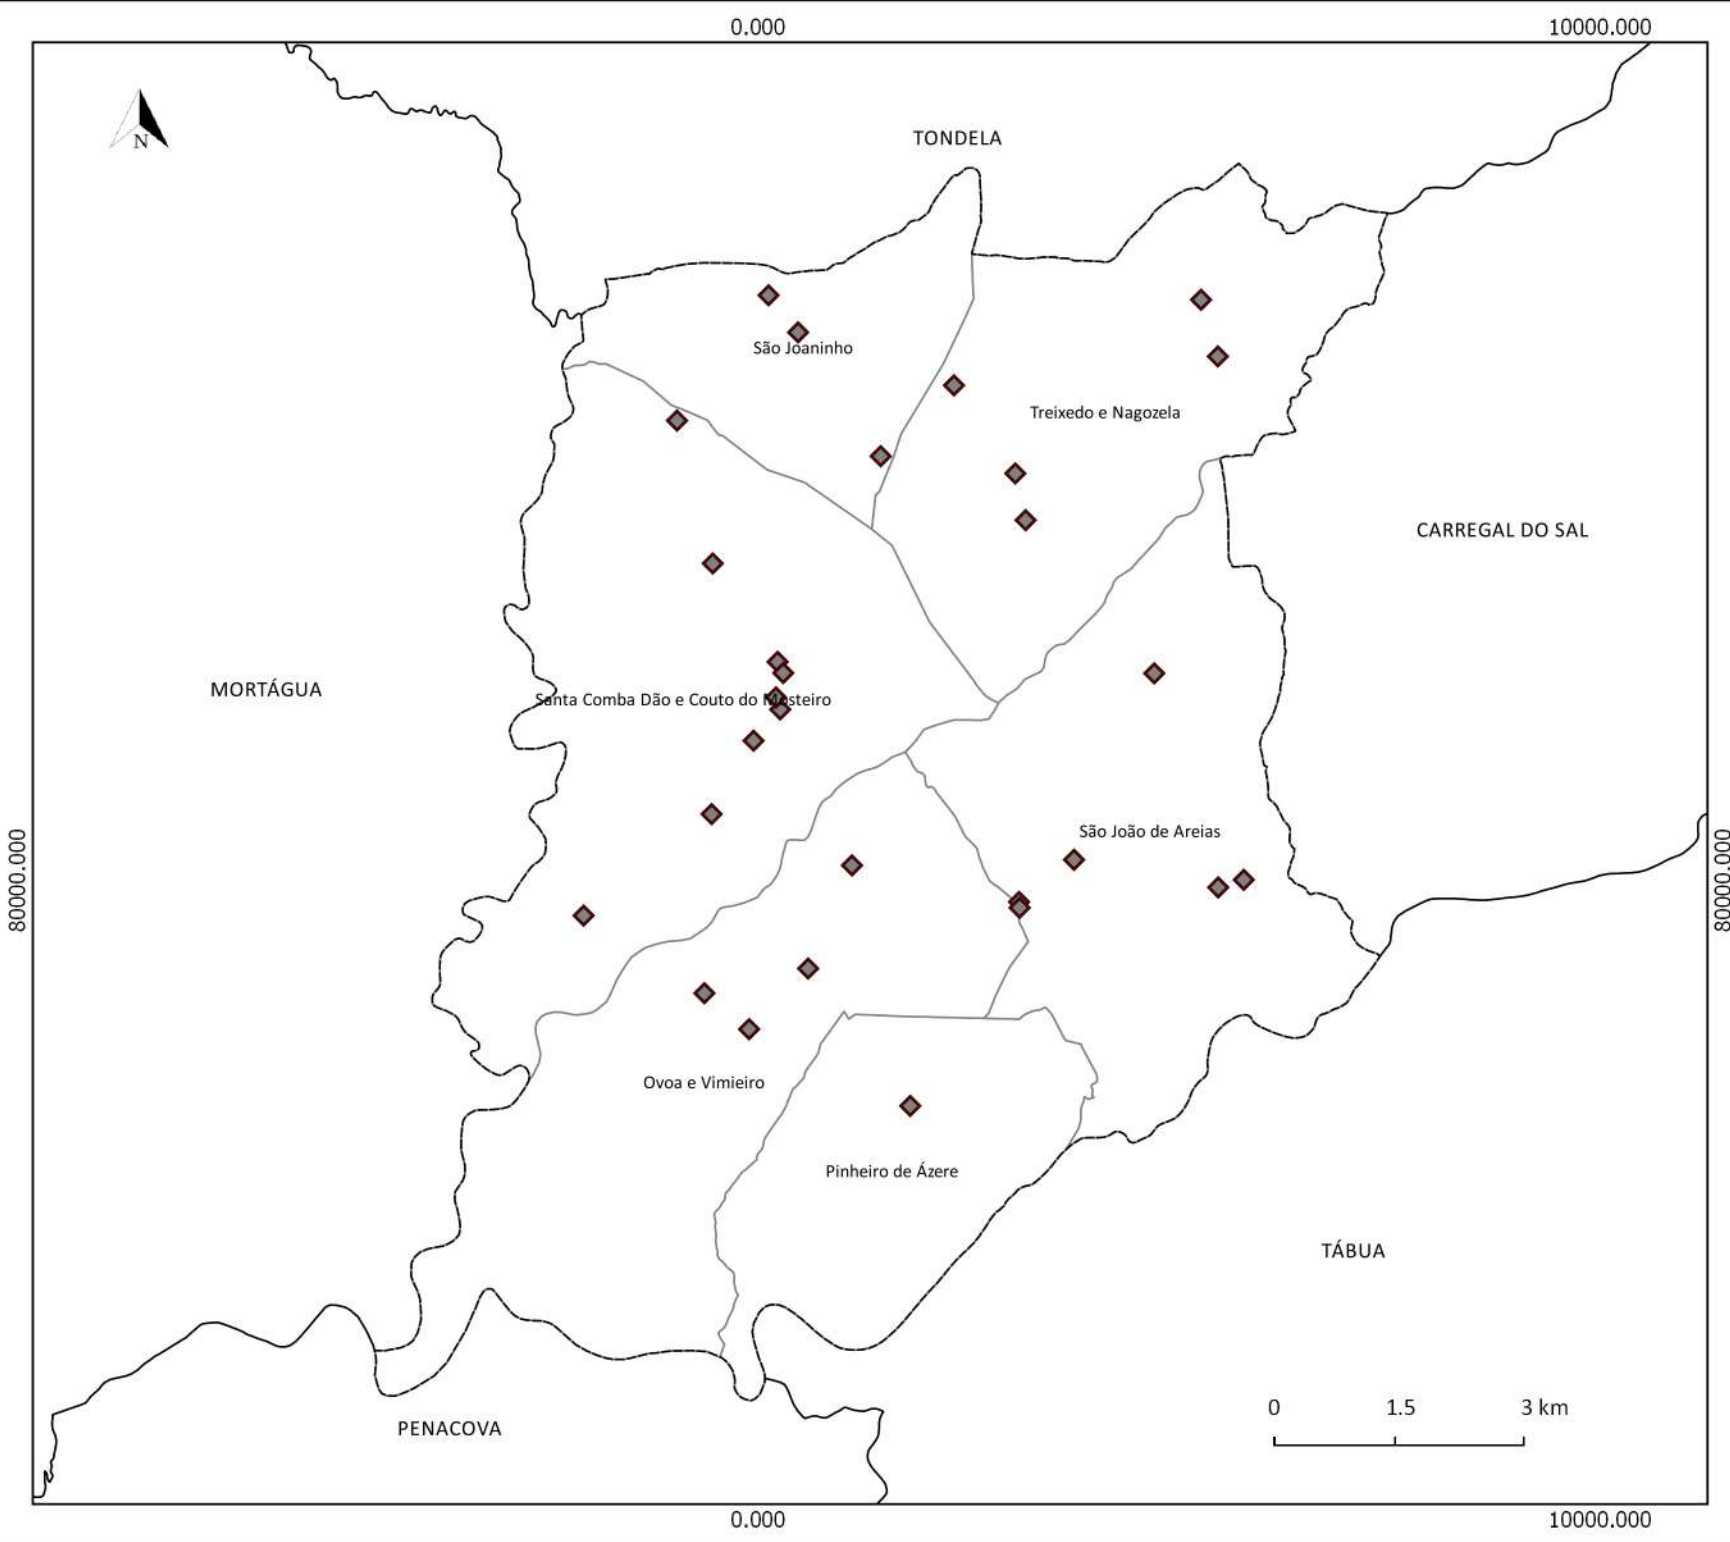 0.000 10000.000
N
TONDELA
São Joaninho
Treixedo e Nagozela
CARREGAL DO SAL
MORTÁGUA
Santa Comba Dão e Couto do Mosteiro
São João de Areias
80000.000 80000.000
Ovoa e Vimieiro
Pinheiro de Ázere
TÁBUA
0 1.5 3 km
PENACOVA
0.000 10000.000